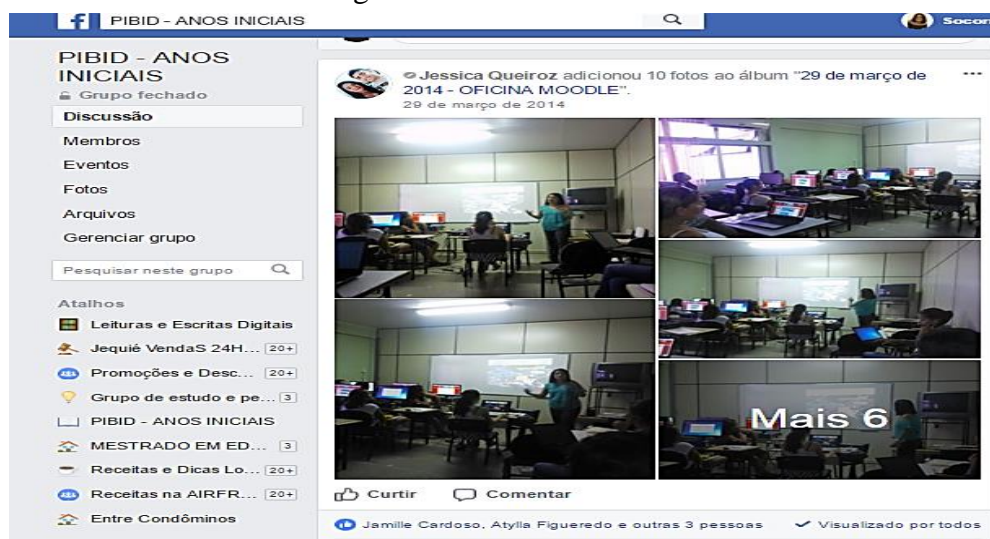 f PIBID - ANOS INICIAIS
Socorr
PIBID - ANOS
INICIAIS
Grupo fechado
Discussão
Membros
Eventos
Fotos
Arquivos
Gerenciar grupo
Pesquisar neste grupo
Atalhos
Leituras e Escritas Digitais
Jequié VendaS 24H... 20+
Promoções e Desc... 20+
Grupo de estudo e pe... 3
PIBID - ANOS INICIAIS
MESTRADO EM ED... 3
Receitas e Dicas Lo... 20+
Receitas na AIRFR... 20+
Entre Condôminos
Jessica Queiroz adicionou 10 fotos ao álbum "29 de março de
2014 - OFICINA MOODLE".
29 de março de 2014
Mais 6
Curtir Comentar
Jamille Cardoso, Atylla Figueredo e outras 3 pessoas Visualizado por todos